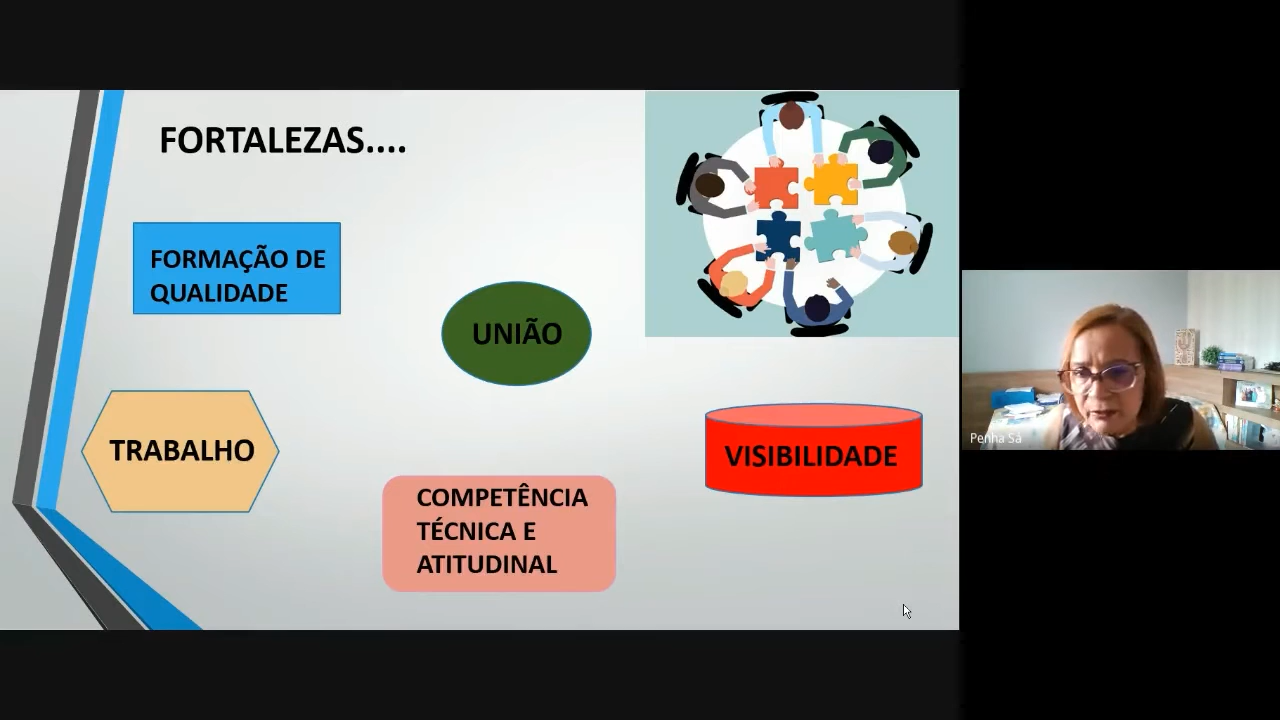 FORTALEZAS....
FORMAÇÃO DE
QUALIDADE
UNIÃO
TRABALHO
VISIBILIDADE
COMPETÊNCIA
TÉCNICA E
ATITUDINAL
Penha Sá